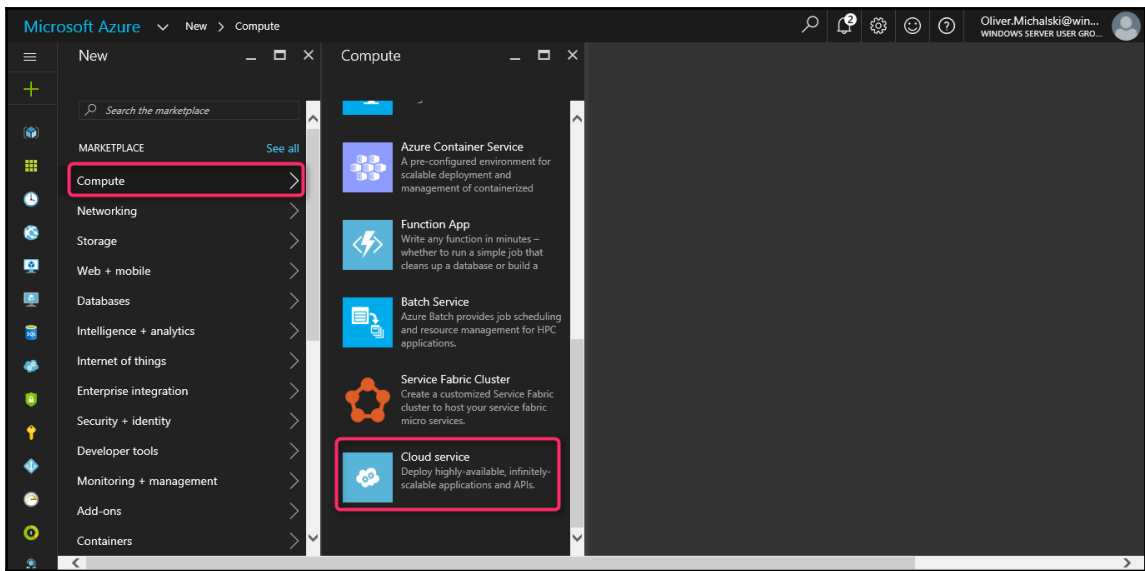 Microsoft Azure New > Compute
2
Oliver.Michalski@win...
WINDOWS SERVER USER GRO...
New
Search the marketplace
MARKETPLACE See all
Compute
Networking
Storage
Web + mobile
Databases
Intelligence + analytics
Internet of things
Enterprise integration
Security + identity
Developer tools
Monitoring + management
Add-ons
Containers
Compute
Azure Container Service
A pre-configured environment for
scalable deployment and
management of containerized
Function App
Write any function in minutes –
whether to run a simple job that
cleans up a database or build a
Batch Service
Azure Batch provides job scheduling
and resource management for HPC
applications.
Service Fabric Cluster
Create a customized Service Fabric
cluster to host your service fabric
micro services.
Cloud service
Deploy highly-available, infinitely-
scalable applications and APIs.